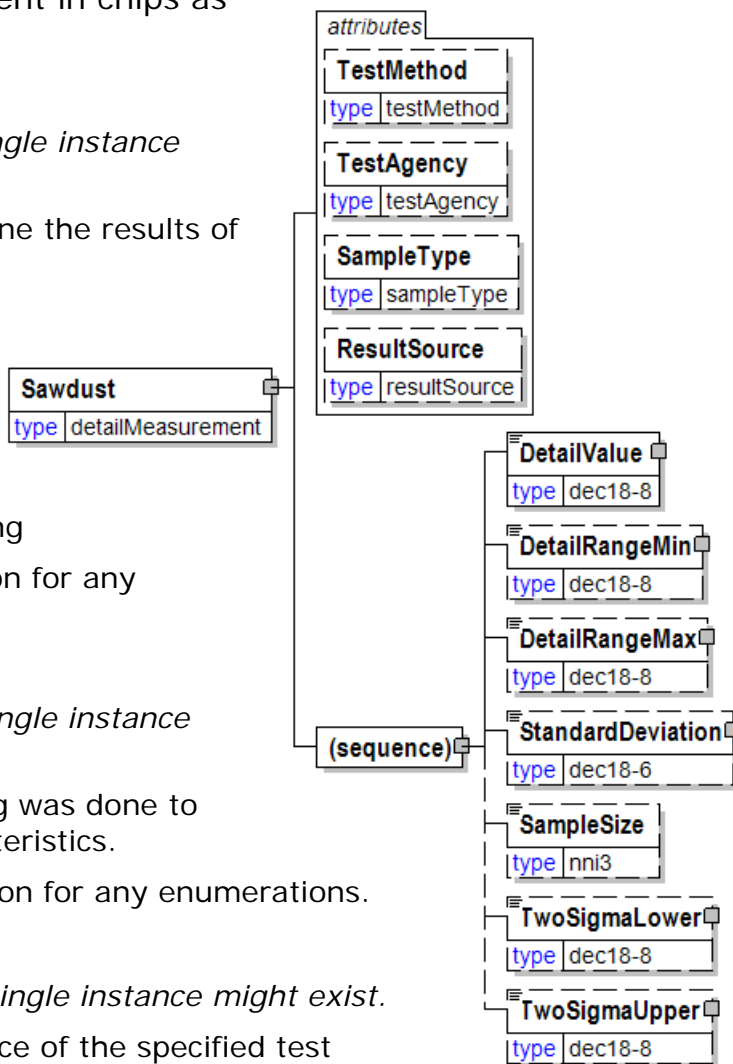 ent in chips as
ngle instance
ne the results of
ng
on for any
ngle instance
g was done to
teristics.
on for any enumerations.
ingle instance might exist.
ce of the specified test
Sawdust
type detailMeasurement
attributes
TestMethod
type testMethod
TestAgency
type testAgency
SampleType
type sampleType
ResultSource
type resultSource
(sequence)
DetailValue
type dec18-8
DetailRangeMin
type dec18-8
DetailRangeMax
type dec18-8
StandardDeviation
type dec18-6
SampleSize
type nni3
TwoSigmaLower
type dec18-8
TwoSigmaUpper
type dec18-8